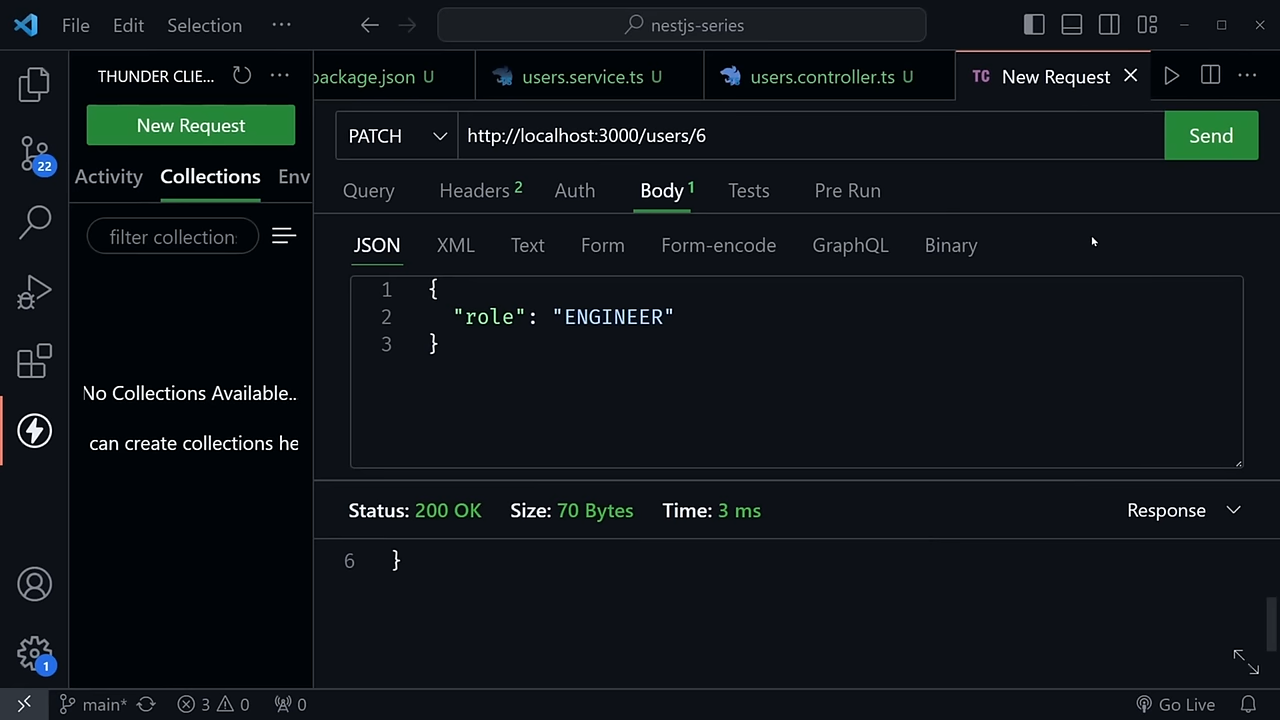 File Edit Selection ··· nestjs-series
THUNDER CLIE... ···
package.json U users.service.ts U users.controller.ts U TC New Request ···
New Request
PATCH http://localhost:3000/users/6 Send
Activity Collections Env
Query Headers 2 Auth Body 1 Tests Pre Run
22
filter collection
JSON XML Text Form Form-encode GraphQL Binary
1 {
2 "role": "ENGINEER"
3 }
No Collections Available..
can create collections he
Status: 200 OK Size: 70 Bytes Time: 3 ms Response
6 }
1
main* 3 0 0 Go Live